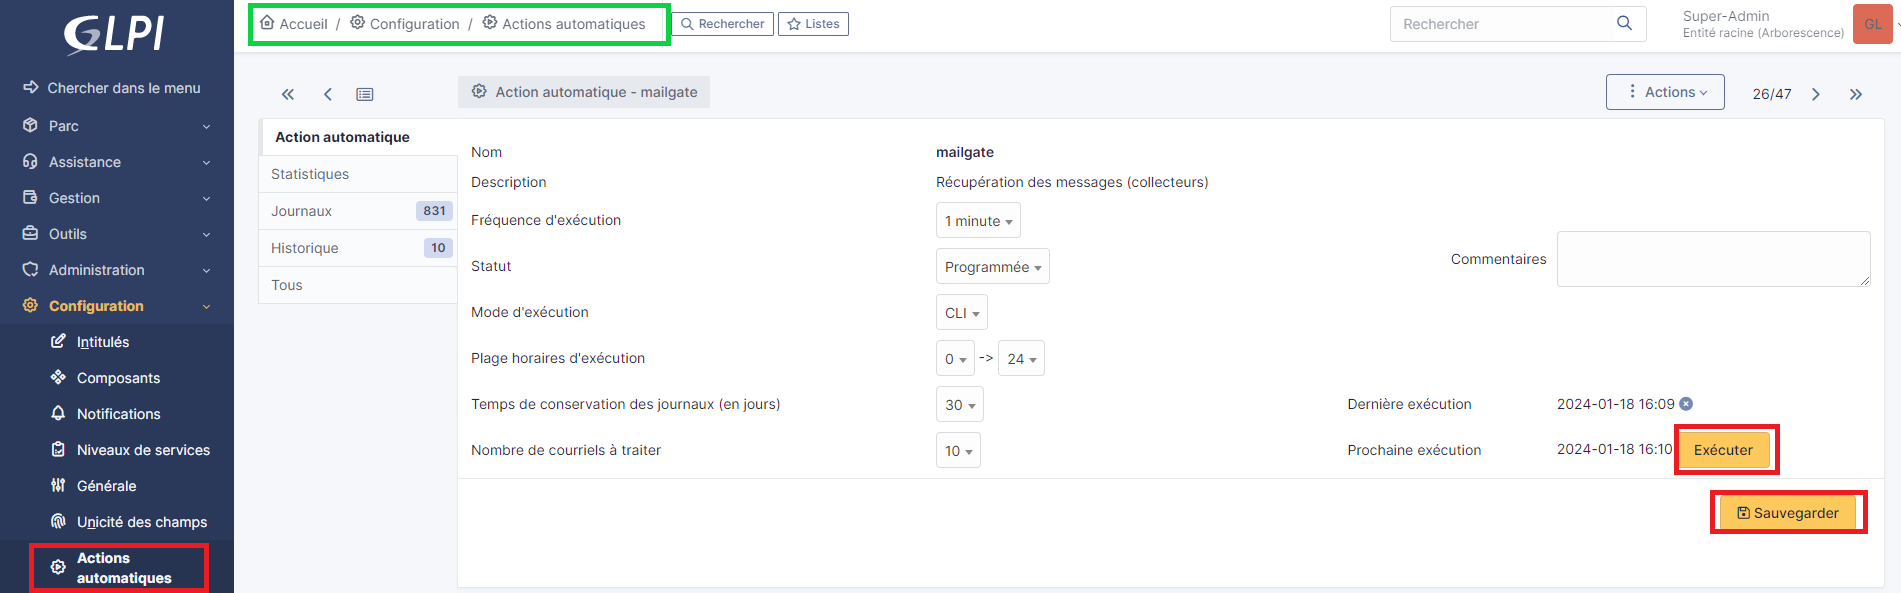 GLPI
Accueil / Configuration / Actions automatiques
Rechercher
Listes
Rechercher
Super-Admin
Entité racine (Arborescence)
GL
Chercher dans le menu
Parc
Assistance
Gestion
Outils
Administration
Configuration
Intitulés
Composants
Notifications
Niveaux de services
Générale
Unicité des champs
Actions
automatiques
Action automatique - mailgate
Actions
26/47
Action automatique
Statistiques
Journaux 831
Historique 10
Tous
Nom mailgate
Description Récupération des messages (collecteurs)
Fréquence d'exécution 1 minute
Statut Programmée
Commentaires
Mode d'exécution CLI
Plage horaires d'exécution 0 -> 24
Temps de conservation des journaux (en jours) 30
Dernière exécution 2024-01-18 16:09
Nombre de courriels à traiter 10
Prochaine exécution 2024-01-18 16:10 Exécuter
Sauvegarder